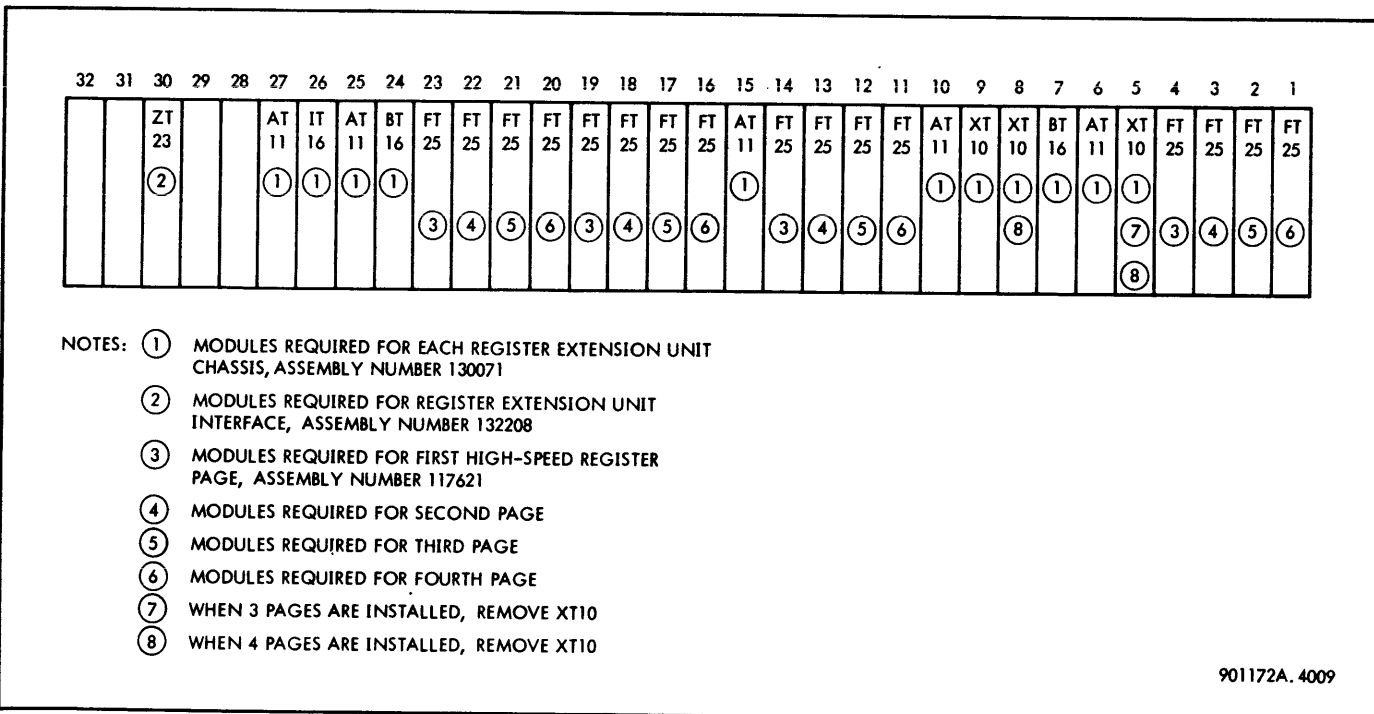 32 31 30 29 28 27 26 25 24 23 22 21 20 19 18 17 16 15 14 13 12 11 10 9 8 7 6 5 4 3 2 1
ZT AT IT AT BT FT FT FT FT FT FT FT FT AT FT FT FT FT AT XT XT BT AT XT FT FT FT FT
23 11 16 11 16 25 25 25 25 25 25 25 25 11 25 25 25 25 11 10 10 16 11 10 25 25 25 25
2 1 1 1 1 1 1 1 1 1 1 1
3 4 5 6 3 4 5 6 3 4 5 6 8 7 3 4 5 6
8
NOTES: 1 MODULES REQUIRED FOR EACH REGISTER EXTENSION UNIT
CHASSIS, ASSEMBLY NUMBER 130071
2 MODULES REQUIRED FOR REGISTER EXTENSION UNIT
INTERFACE, ASSEMBLY NUMBER 132208
3 MODULES REQUIRED FOR FIRST HIGH-SPEED REGISTER
PAGE, ASSEMBLY NUMBER 117621
4 MODULES REQUIRED FOR SECOND PAGE
5 MODULES REQUIRED FOR THIRD PAGE
6 MODULES REQUIRED FOR FOURTH PAGE
7 WHEN 3 PAGES ARE INSTALLED, REMOVE XT10
8 WHEN 4 PAGES ARE INSTALLED, REMOVE XT10
901172A. 4009